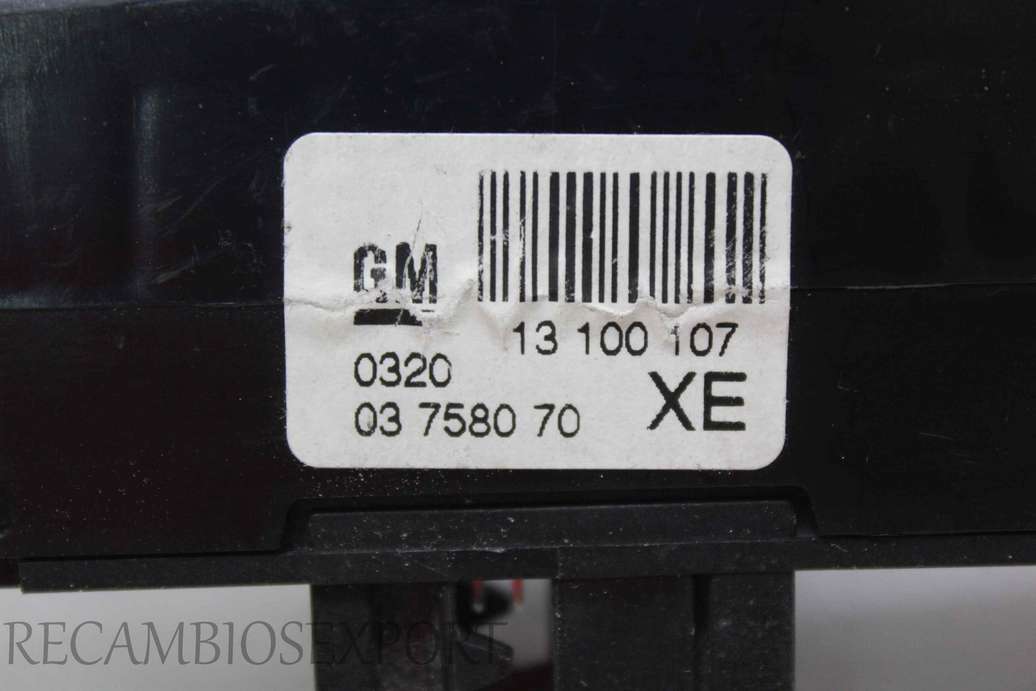 GM
13 100 107
0320
XE
03 7580 70
RECAMBIOSEXPORT